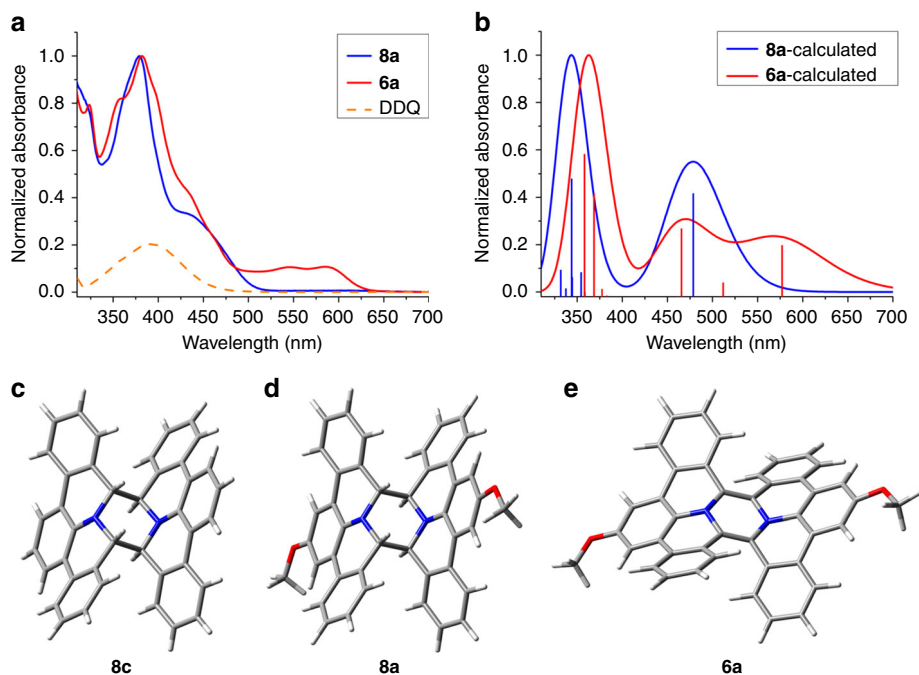 a
1.0
0.8
0.6
0.4
0.2
0.0
Normalized absorbance
350 400 450 500 550 600 650 700
Wavelength (nm)
8a
6a
DDQ
b
1.0
0.8
0.6
0.4
0.2
0.0
Normalized absorbance
350 400 450 500 550 600 650 700
Wavelength (nm)
8a-calculated
6a-calculated
c
8c
d
8a
e
6a